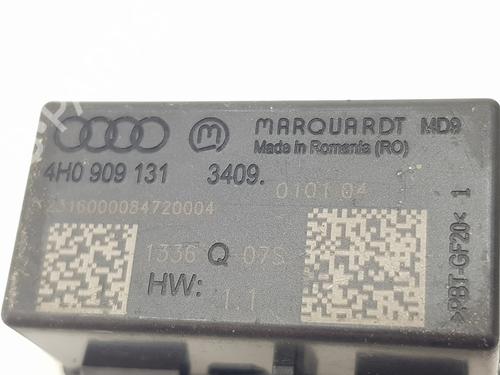 MARQUARDT MD9
Made in Romania (RO)
4H0 909 131 3409.
0101 04
2316000084720004
1336 Q 07S
HW: 1.1
>PBT-GF20< 1